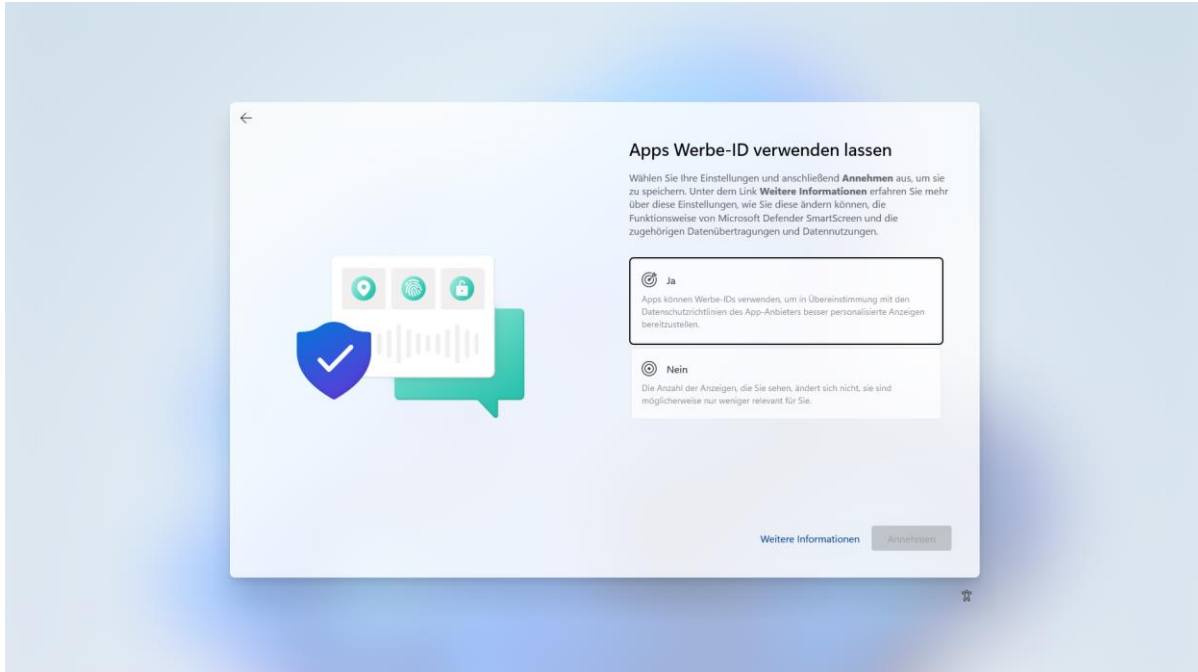 Apps Werbe-ID verwenden lassen
Wählen Sie Ihre Einstellungen und anschließend Annehmen aus, um sie
zu speichern. Unter dem Link Weitere Informationen erfahren Sie mehr
über diese Einstellungen, wie Sie diese ändern können, die
Funktionsweise von Microsoft Defender SmartScreen und die
zugehörigen Datenübertragungen und Datennutzungen.
Ja
Apps können Werbe-IDs verwenden, um in Übereinstimmung mit den
Datenschutzrichtlinien des App-Anbieters besser personalisierte Anzeigen
bereitzustellen.
Nein
Die Anzahl der Anzeigen, die Sie sehen, ändert sich nicht, sie sind
möglicherweise nur weniger relevant für Sie.
Weitere Informationen
Annehmen